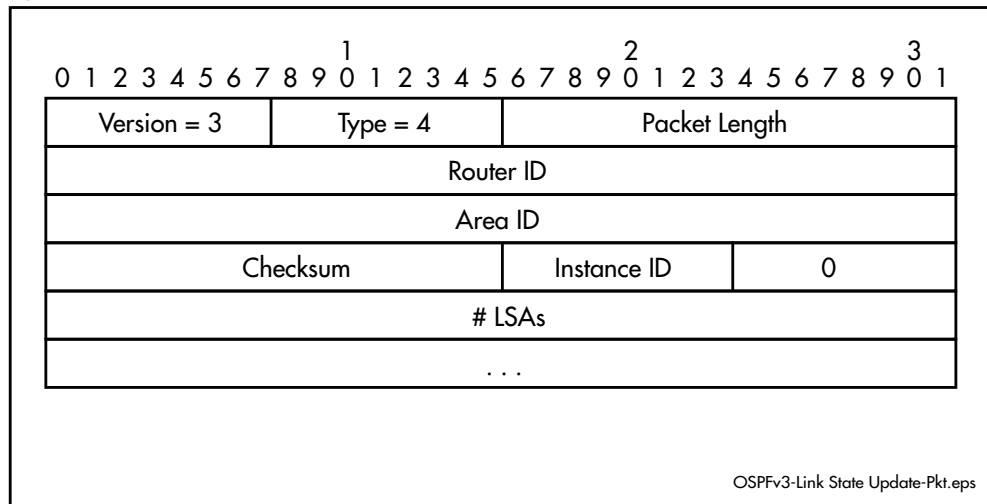 1 2 3
0 1 2 3 4 5 6 7 8 9 0 1 2 3 4 5 6 7 8 9 0 1 2 3 4 5 6 7 8 9 0 1
Version = 3 Type = 4 Packet Length
Router ID
Area ID
Checksum Instance ID 0
# LSAs
. . .
OSPFv3-Link State Update-Pkt.eps